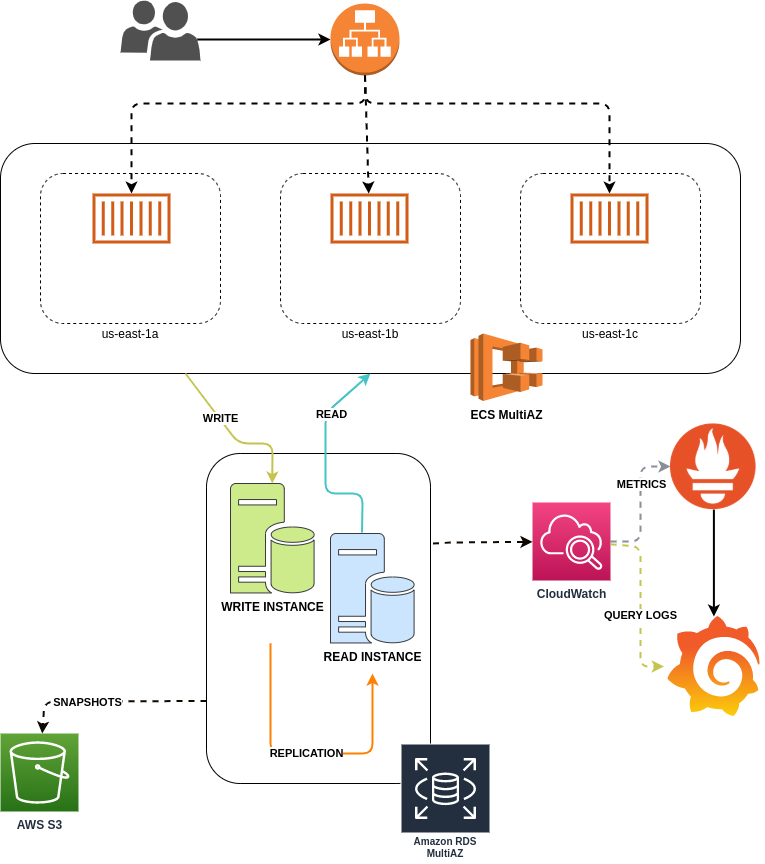 us-east-1a
us-east-1b
us-east-1c
ECS MultiAZ
WRITE
READ
METRICS
CloudWatch
QUERY LOGS
WRITE INSTANCE
READ INSTANCE
SNAPSHOTS
REPLICATION
AWS S3
Amazon RDS
MultiAZ